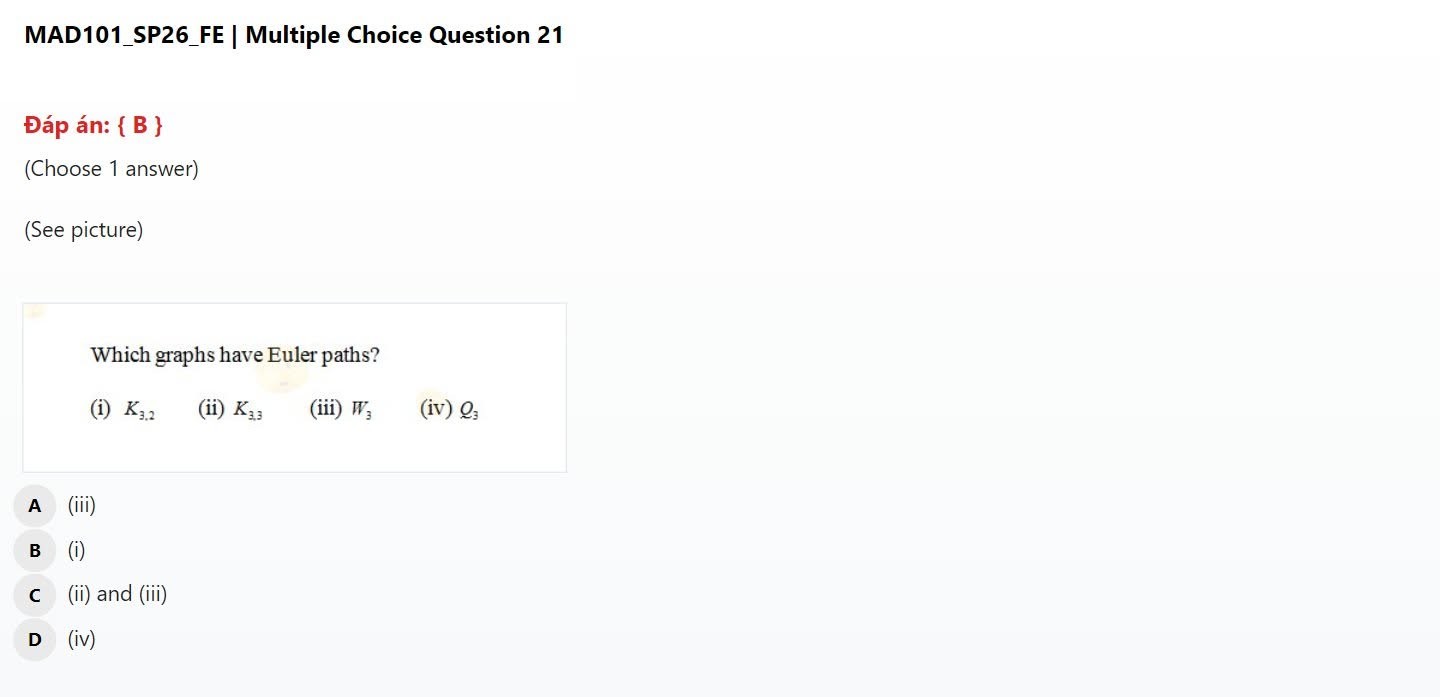 MAD101_SP26_FE | Multiple Choice Question 21
Đáp án: { B }
(Choose 1 answer)
(See picture)
Which graphs have Euler paths?
(i) K3,2 (ii) K3,3 (iii) W3 (iv) Q3
A (iii)
B (i)
C (ii) and (iii)
D (iv)